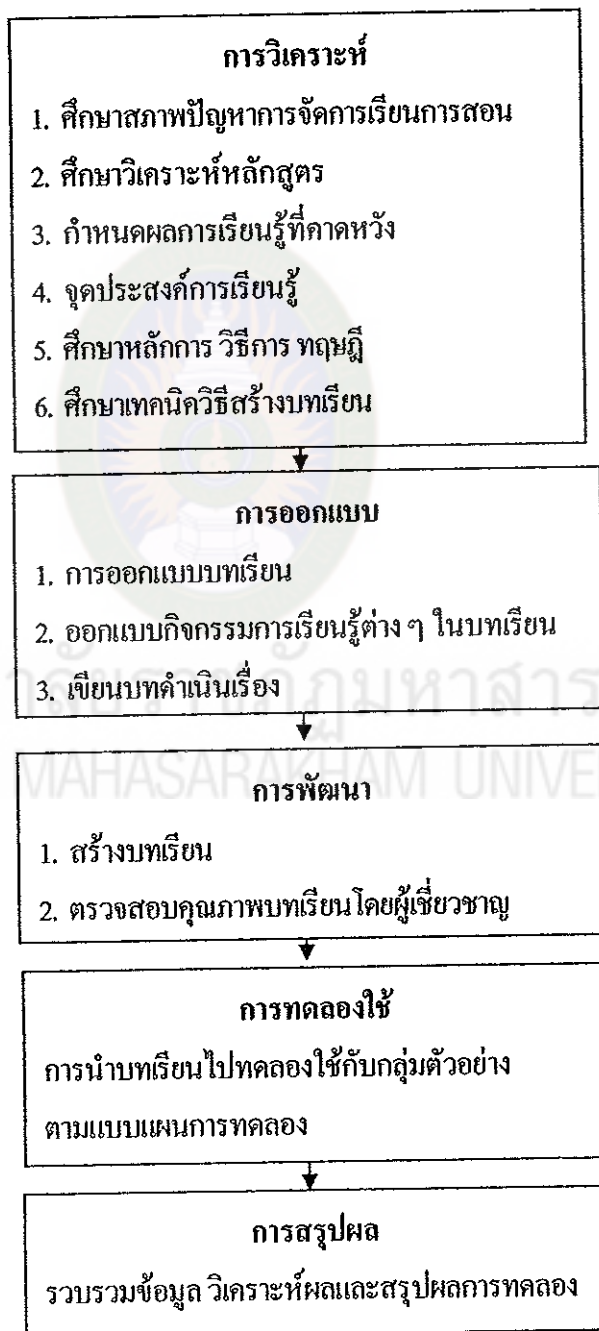 การวิเคราะห์
1. ศึกษาสภาพปัญหาการจัดการเรียนการสอน
2. ศึกษาวิเคราะห์หลักสูตร
3. กำหนดผลการเรียนรู้ที่คาดหวัง
4. จุดประสงค์การเรียนรู้
5. ศึกษาหลักการ วิธีการ ทฤษฎี
6. ศึกษาเทคนิควิธีสร้างบทเรียน
การออกแบบ
1. การออกแบบบทเรียน
2. ออกแบบกิจกรรมการเรียนรู้ต่าง ๆ ในบทเรียน
3. เขียนบทดำเนินเรื่อง
MAHASARAKHAM UNIVE
การพัฒนา
1. สร้างบทเรียน
2. ตรวจสอบคุณภาพบทเรียนโดยผู้เชี่ยวชาญ
การทดลองใช้
การนำบทเรียนไปทดลองใช้กับกลุ่มตัวอย่าง
ตามแบบแผนการทดลอง
การสรุปผล
รวบรวมข้อมูล วิเคราะห์ผลและสรุปผลการทดลอง